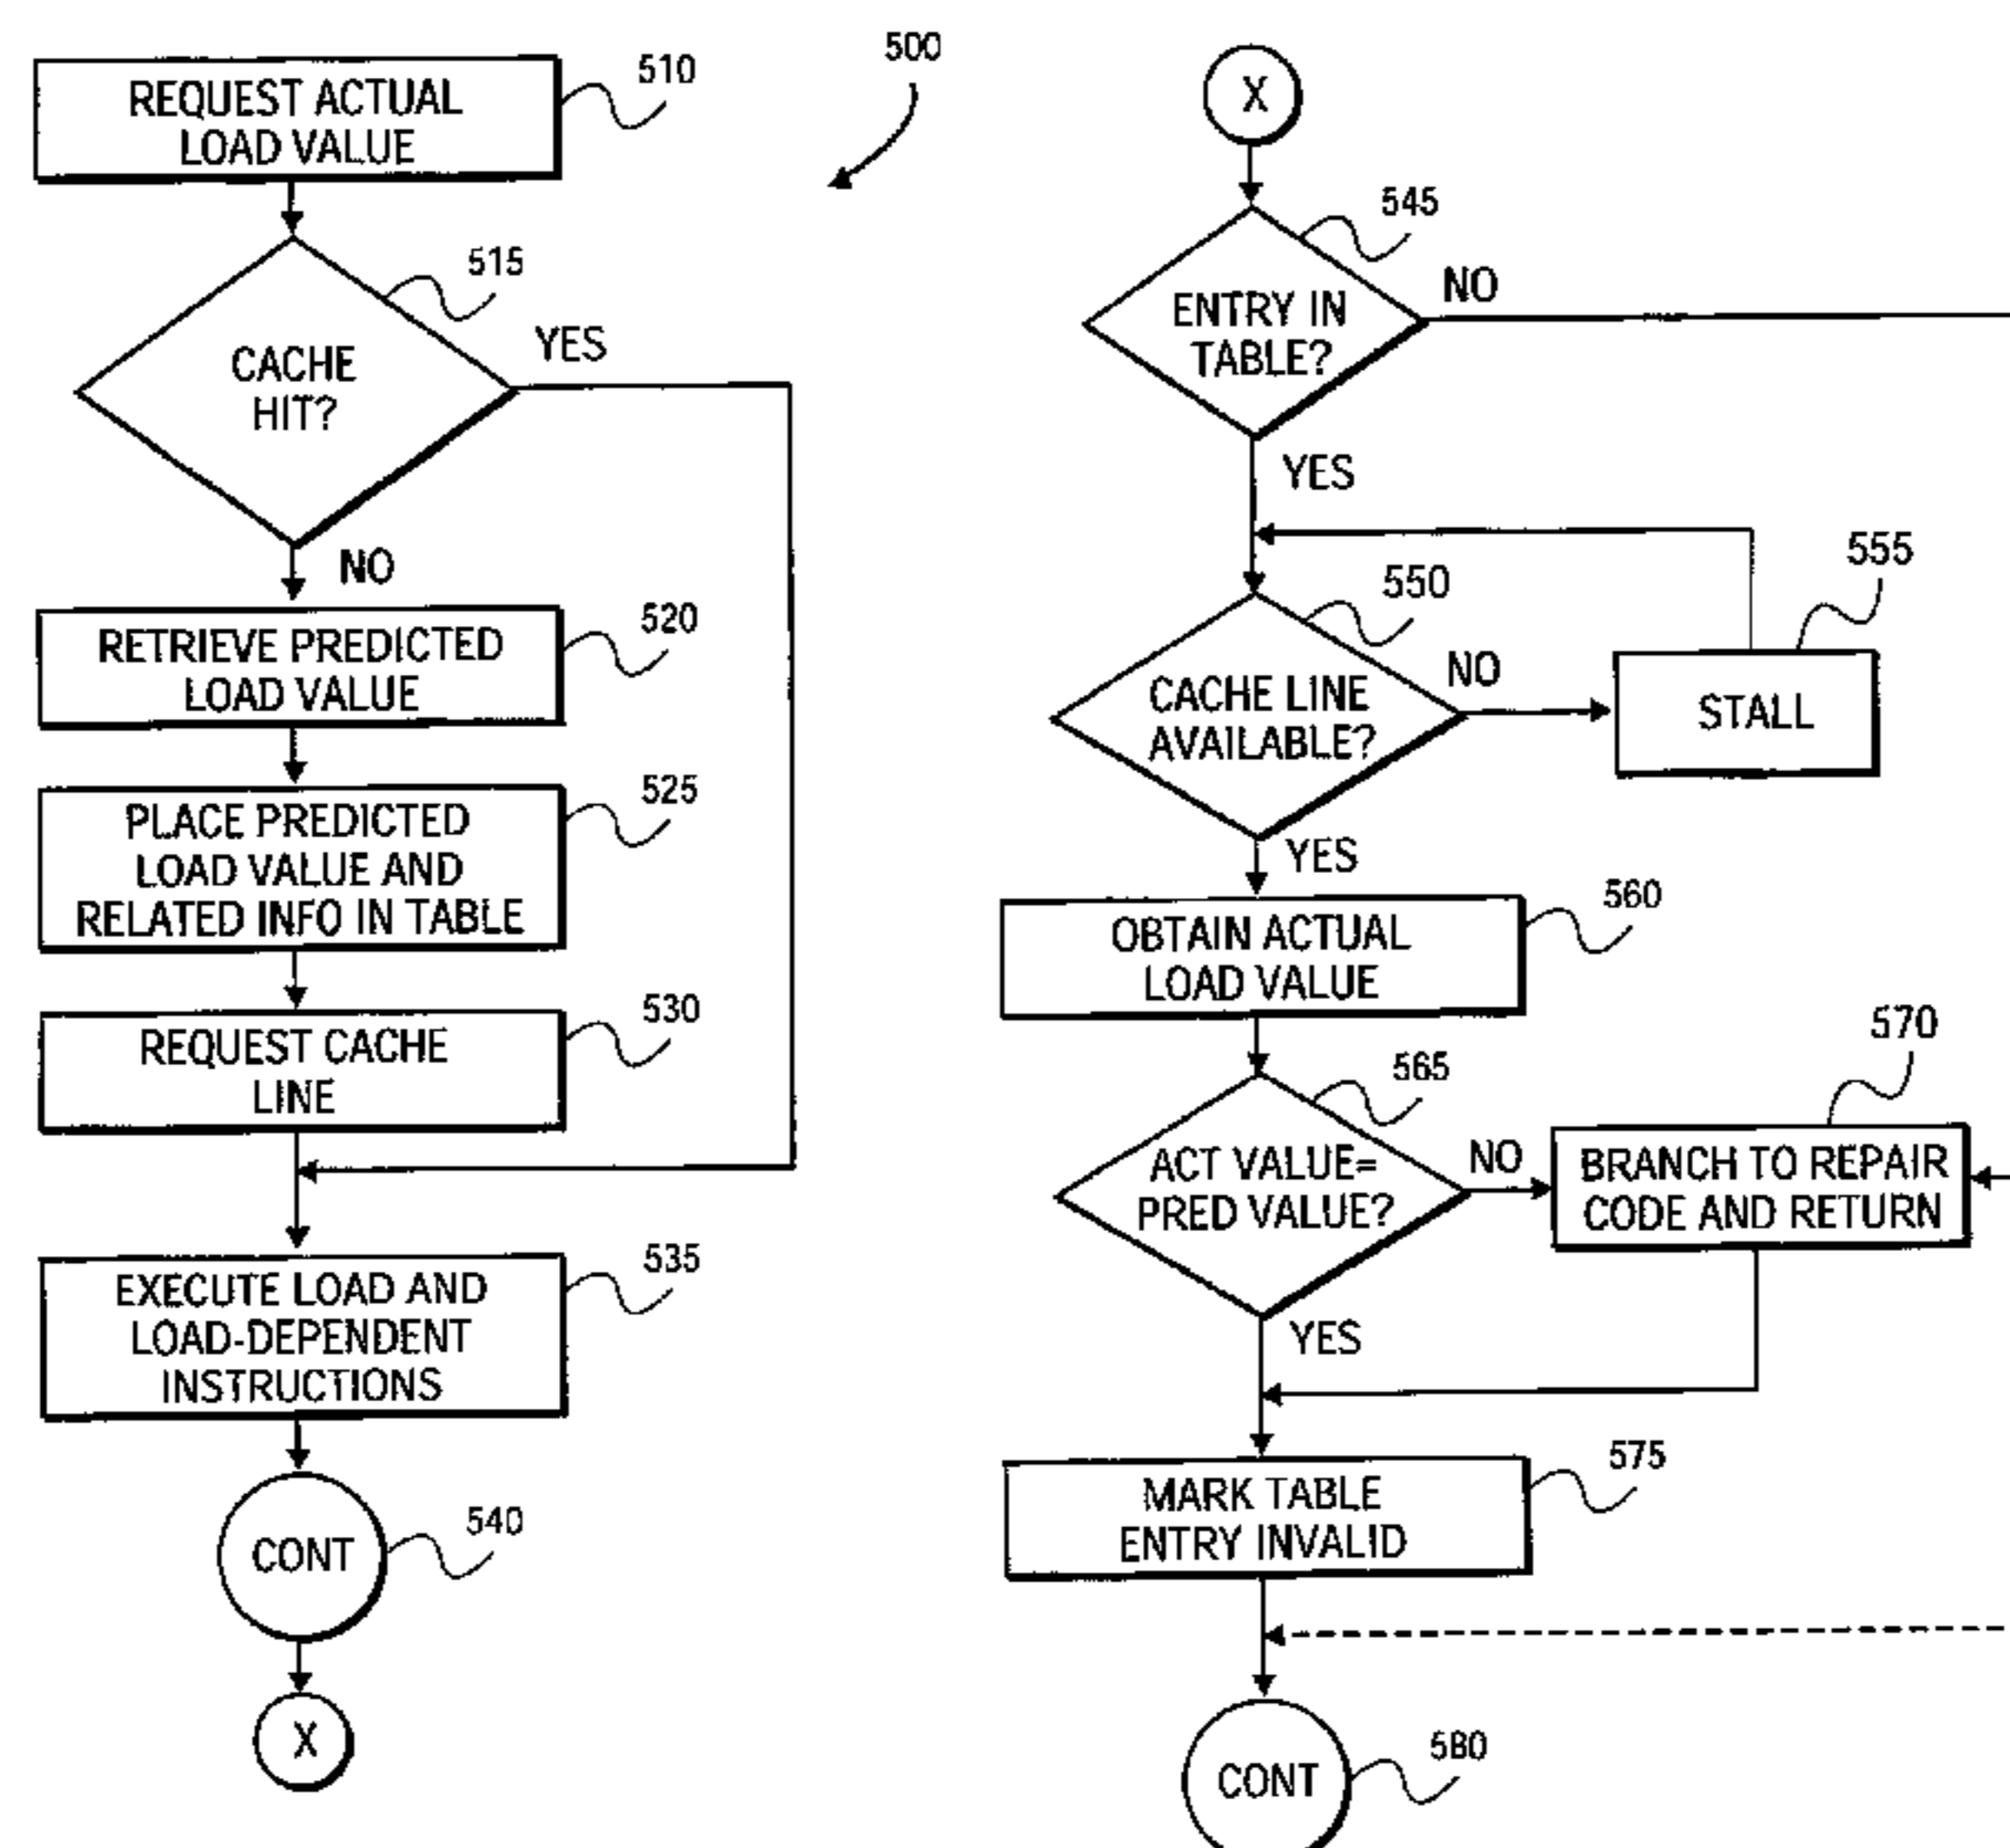 500
REQUEST ACTUAL
LOAD VALUE
510
CACHE
HIT?
515
YES
NO
RETRIEVE PREDICTED
LOAD VALUE
520
PLACE PREDICTED
LOAD VALUE AND
RELATED INFO IN TABLE
525
REQUEST CACHE
LINE
530
EXECUTE LOAD AND
LOAD-DEPENDENT
INSTRUCTIONS
535
CONT
540
X
X
ENTRY IN
TABLE?
545
NO
YES
CACHE LINE
AVAILABLE?
550
NO
STALL
555
YES
OBTAIN ACTUAL
LOAD VALUE
560
ACT VALUE=
PRED VALUE?
565
NO
BRANCH TO REPAIR
CODE AND RETURN
570
YES
MARK TABLE
ENTRY INVALID
575
CONT
580